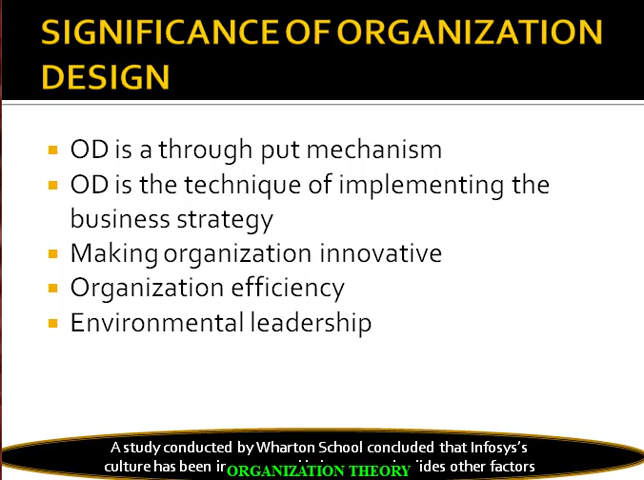 SIGNIFICANCE OF ORGANIZATION
DESIGN
OD is a through put mechanism
OD is the technique of implementing the
business strategy
Making organization innovative
Organization efficiency
Environmental leadership
A study conducted by Wharton School concluded that Infosys's
culture has been other factors
ORGANIZATION THEORY